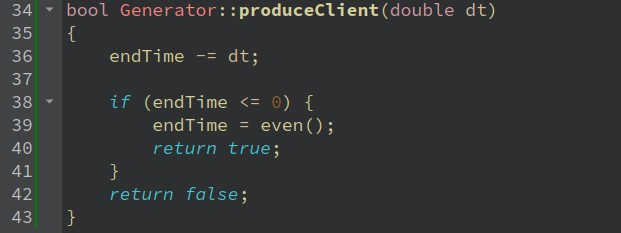 34 bool Generator::produceClient(double dt)
35 {
36     endTime -= dt;
37
38     if (endTime <= 0) {
39         endTime = even();
40         return true;
41     }
42     return false;
43 }